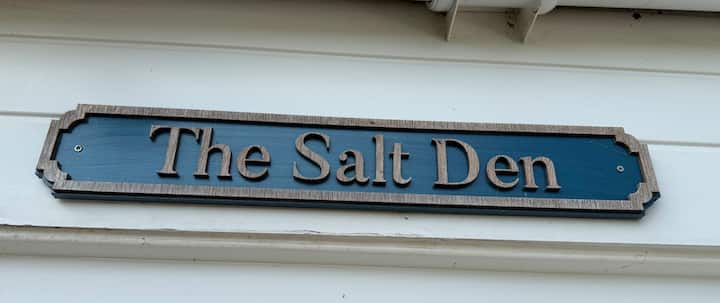 The Salt Den